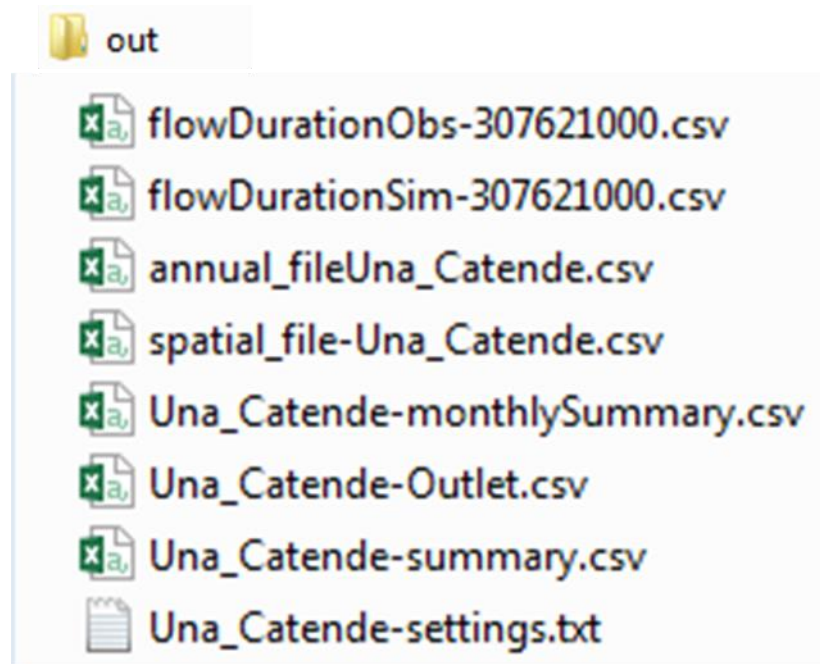 out
flowDurationObs-307621000.csv
flowDurationSim-307621000.csv
annual_fileUna_Catende.csv
spatial_file-Una_Catende.csv
Una_Catende-monthlySummary.csv
Una_Catende-Outlet.csv
Una_Catende-summary.csv
Una_Catende-settings.txt